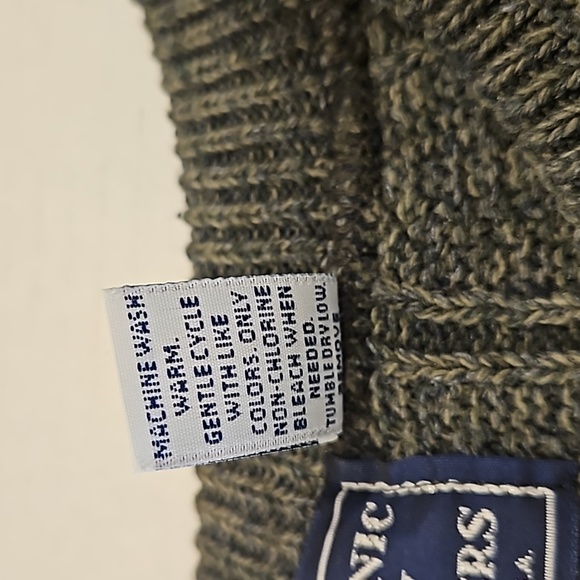 MACHINE WASH
WARM.
GENTLE CYCLE
WITH LIKE
COLORS. ONLY
NON-CHLORINE
BLEACH WHEN
NEEDED.
TUMBLE DRY LOW.
REMOVE
NIC
RS
A.